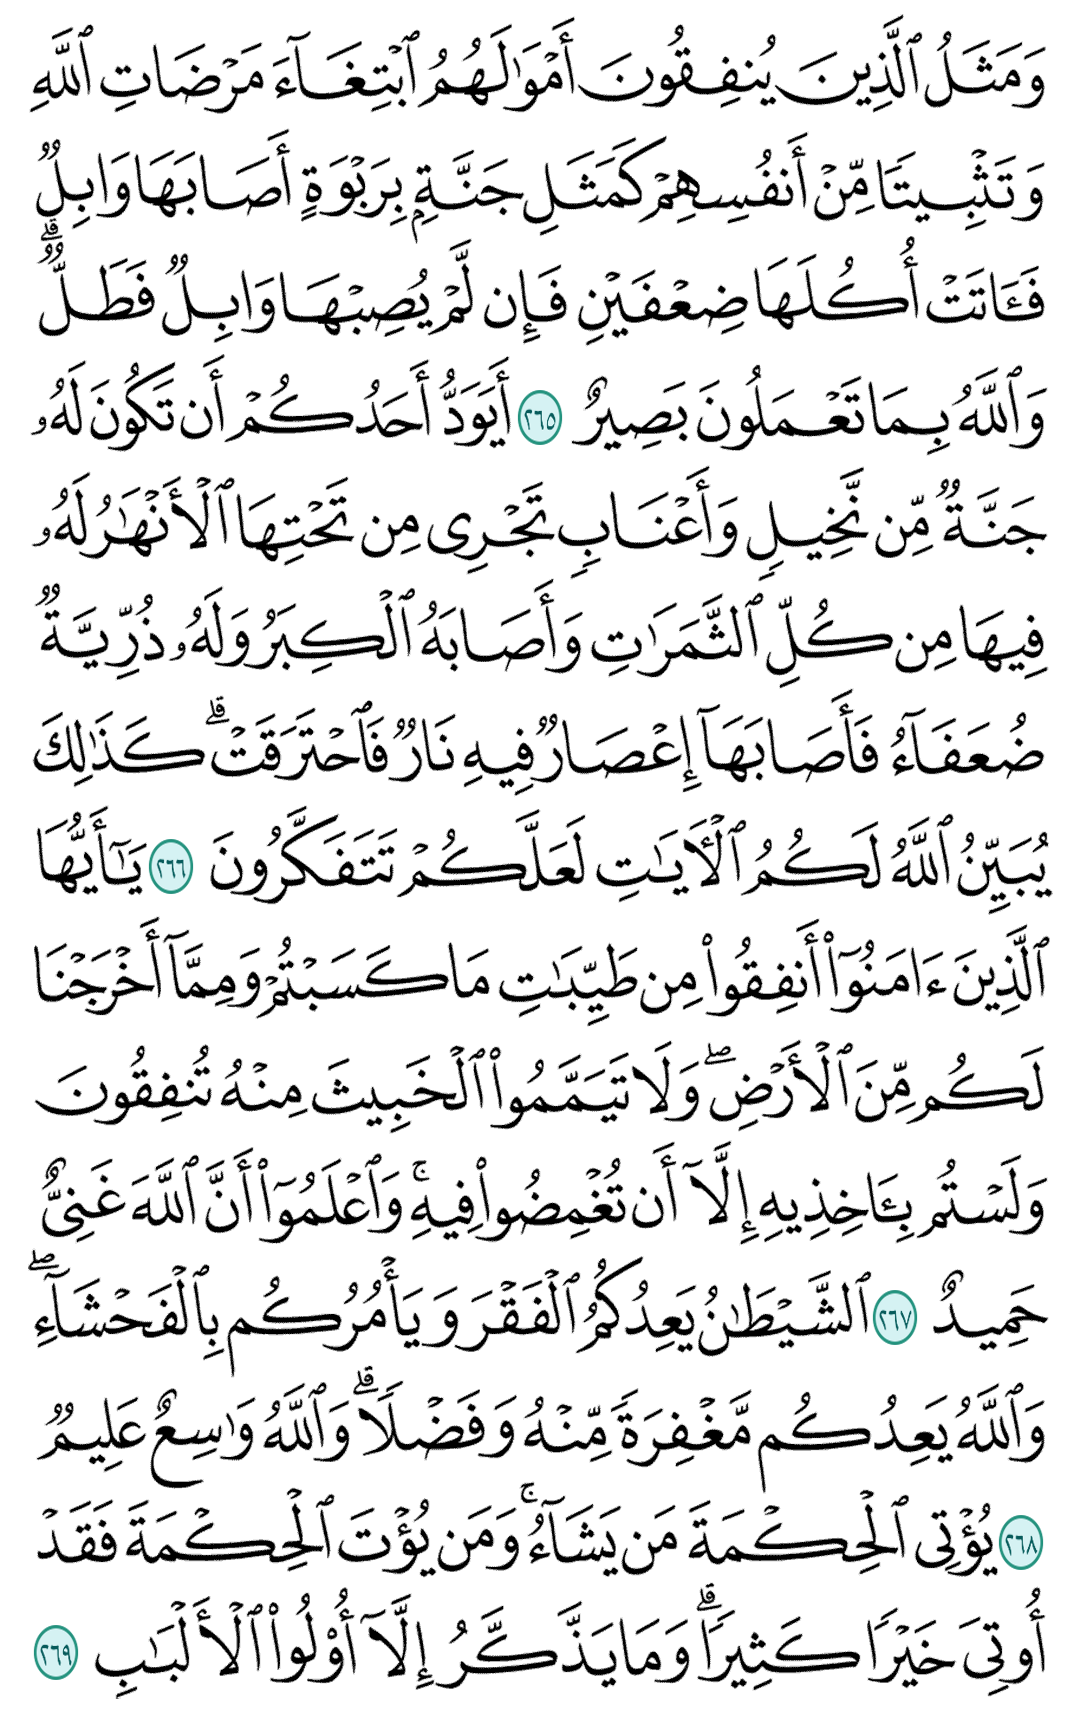 وَمَثَلُ ٱلَّذِينَ يُنفِقُونَ أَمْوَٰلَهُمُ ٱبْتِغَآءَ مَرْضَاتِ ٱللَّهِ
وَتَثْبِيتًا مِّنْ أَنفُسِهِمْ كَمَثَلِ جَنَّةٍۭ بِرَبْوَةٍ أَصَابَهَا وَابِلٌ
فَـَٔاتَتْ أُكُلَهَا ضِعْفَيْنِ فَإِن لَّمْ يُصِبْهَا وَابِلٌ فَطَلٌّ ۗ
وَٱللَّهُ بِمَا تَعْمَلُونَ بَصِيرٌ ٢٦٥ أَيَوَدُّ أَحَدُكُمْ أَن تَكُونَ لَهُۥ
جَنَّةٌ مِّن نَّخِيلٍ وَأَعْنَابٍ تَجْرِى مِن تَحْتِهَا ٱلْأَنْهَٰرُ لَهُۥ
فِيهَا مِن كُلِّ ٱلثَّمَرَٰتِ وَأَصَابَهُ ٱلْكِبَرُ وَلَهُۥ ذُرِّيَّةٌ
ضُعَفَآءُ فَأَصَابَهَآ إِعْصَارٌ فِيهِ نَارٌ فَٱحْتَرَقَتْ ۗ كَذَٰلِكَ
يُبَيِّنُ ٱللَّهُ لَكُمُ ٱلْـَٔايَٰتِ لَعَلَّكُمْ تَتَفَكَّرُونَ ٢٦٦ يَٰٓأَيُّهَا
ٱلَّذِينَ ءَامَنُوٓا۟ أَنفِقُوا۟ مِن طَيِّبَٰتِ مَا كَسَبْتُمْ وَمِمَّآ أَخْرَجْنَا
لَكُم مِّنَ ٱلْأَرْضِ ۖ وَلَا تَيَمَّمُوا۟ ٱلْخَبِيثَ مِنْهُ تُنفِقُونَ
وَلَسْتُم بِـَٔاخِذِيهِ إِلَّآ أَن تُغْمِضُوا۟ فِيهِ ۚ وَٱعْلَمُوٓا۟ أَنَّ ٱللَّهَ غَنِىٌّ
حَمِيدٌ ٢٦٧ ٱلشَّيْطَٰنُ يَعِدُكُمُ ٱلْفَقْرَ وَيَأْمُرُكُم بِٱلْفَحْشَآءِ ۖ
وَٱللَّهُ يَعِدُكُم مَّغْفِرَةً مِّنْهُ وَفَضْلًا ۗ وَٱللَّهُ وَٰسِعٌ عَلِيمٌ
٢٦٨ يُؤْتِى ٱلْحِكْمَةَ مَن يَشَآءُ ۚ وَمَن يُؤْتَ ٱلْحِكْمَةَ فَقَدْ
أُوتِىَ خَيْرًا كَثِيرًا ۗ وَمَا يَذَّكَّرُ إِلَّآ أُو۟لُوا۟ ٱلْأَلْبَٰبِ ٢٦٩